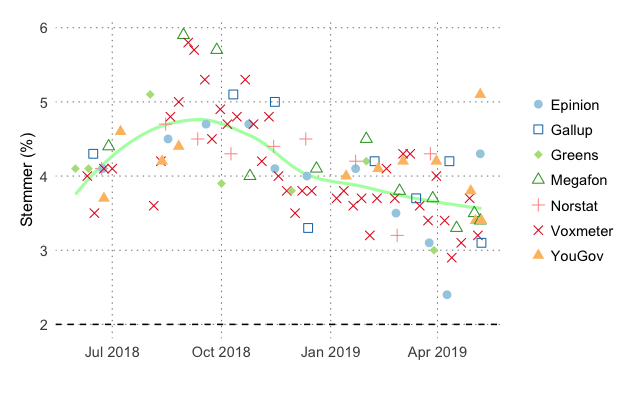 6
5
4
3
2
Stemmer (%)
Jul 2018
Oct 2018
Jan 2019
Apr 2019
Epinion
Gallup
Greens
Megafon
Norstat
Voxmeter
YouGov